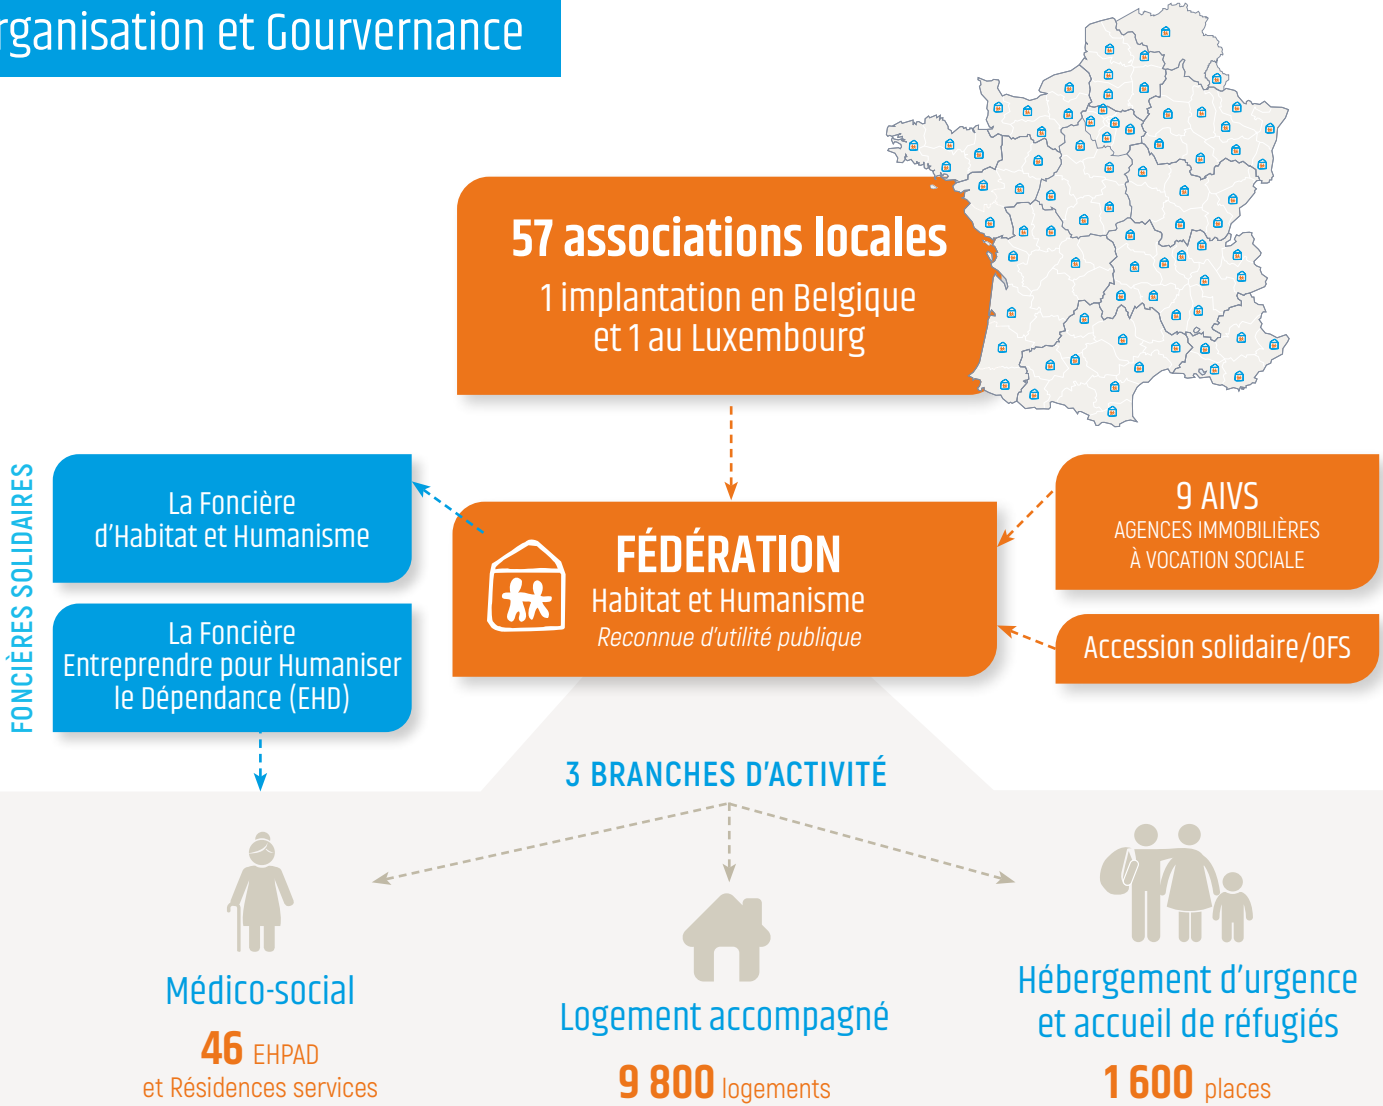 rganisation et Gourvernance
57 associations locales
1 implantation en Belgique
et 1 au Luxembourg
FONCIÈRES SOLIDAIRES
La Foncière
d'Habitat et Humanisme
La Foncière
Entreprendre pour Humaniser
le Dépendance (EHD)
FÉDÉRATION
Habitat et Humanisme
Reconnue d'utilité publique
9 AIVS
AGENCES IMMOBILIÈRES
À VOCATION SOCIALE
Accession solidaire/OFS
3 BRANCHES D'ACTIVITÉ
Médico-social
46 EHPAD
et Résidences services
Logement accompagné
9 800 logements
Hébergement d'urgence
et accueil de réfugiés
1 600 places